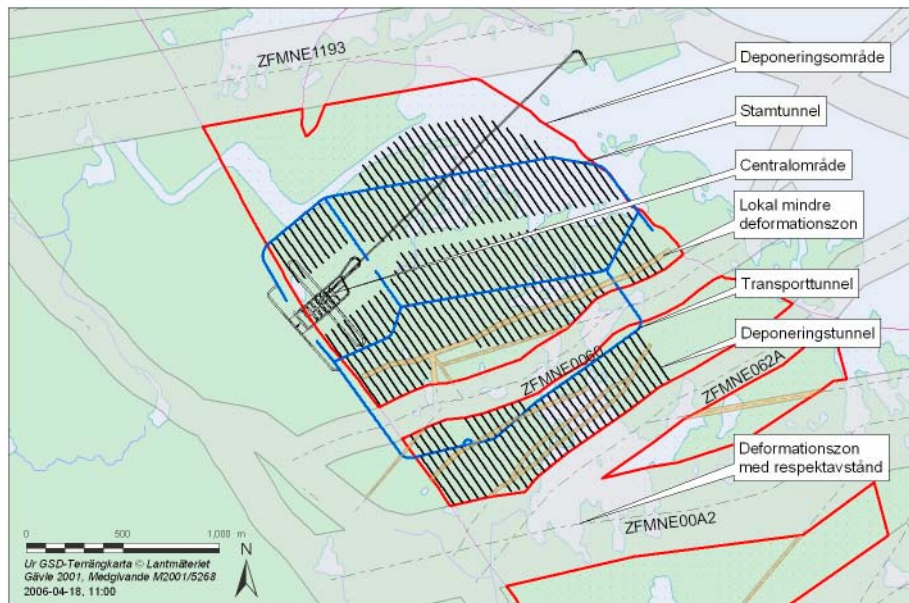 ZFMNE1193
Deponeringsområde
Stamtunnel
Centralområde
Lokal mindre
deformationszon
Transporttunnel
Deponeringstunnel
ZFMNE0060
ZFMNE062A
Deformationszon
med respektavstånd
ZFMNE00A2
0 500 1,000 m
N
Ur GSD-Terrängkarta © Lantmäteriet
Gävle 2001, Medgivande M2001/5268
2006-04-18, 11:00